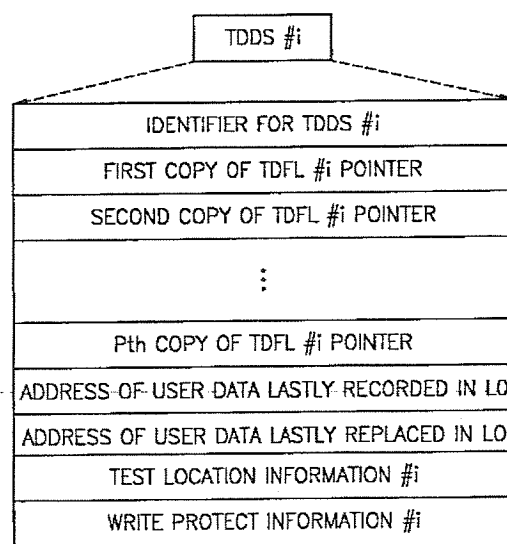 TDDS #i
IDENTIFIER FOR TDDS #i
FIRST COPY OF TDFL #i POINTER
SECOND COPY OF TDFL #i POINTER
⋮
Pth COPY OF TDFL #i POINTER
ADDRESS OF USER DATA LASTLY RECORDED IN LO
ADDRESS OF USER DATA LASTLY REPLACED IN LO
TEST LOCATION INFORMATION #i
WRITE PROTECT INFORMATION #i